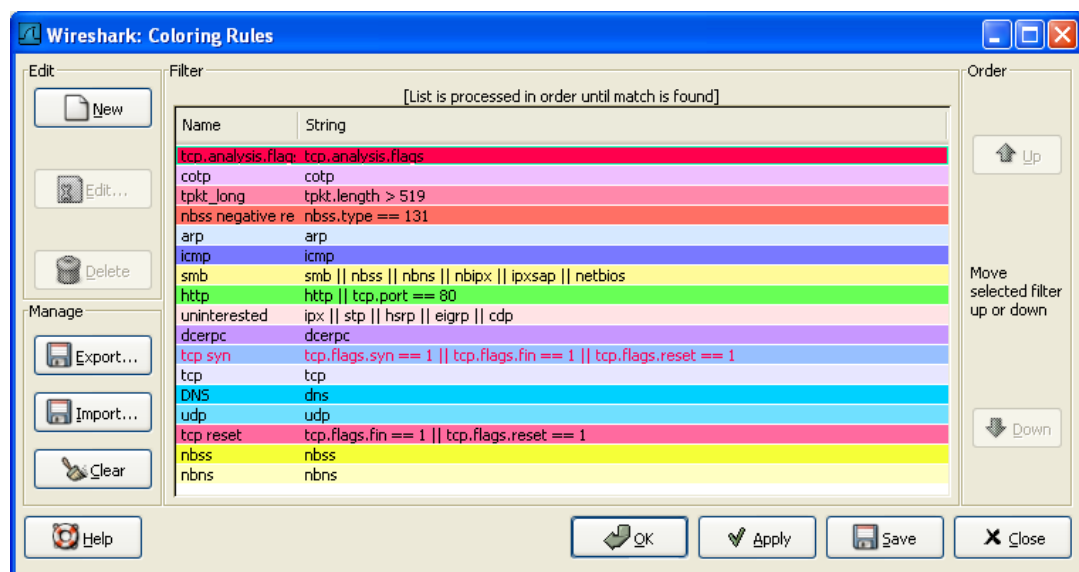 Wireshark: Coloring Rules
Edit
New
Edit...
Delete
Manage
Export...
Import...
Clear
Filter
[List is processed in order until match is found]
Name String
tcp.analysis.flag: tcp.analysis.flags
cotp cotp
tpkt_long tpkt.length > 519
nbss negative re nbss.type == 131
arp arp
icmp icmp
smb smb || nbss || nbns || nbipx || ipxsap || netbios
http http || tcp.port == 80
uninterested ipx || stp || hsrp || eigrp || cdp
dcerpc dcerpc
tcp syn tcp.flags.syn == 1 || tcp.flags.fin == 1 || tcp.flags.reset == 1
tcp tcp
DNS dns
udp udp
tcp reset tcp.flags.fin == 1 || tcp.flags.reset == 1
nbss nbss
nbns nbns
Order
Up
Move
selected filter
up or down
Down
Help
OK
Apply
Save
Close